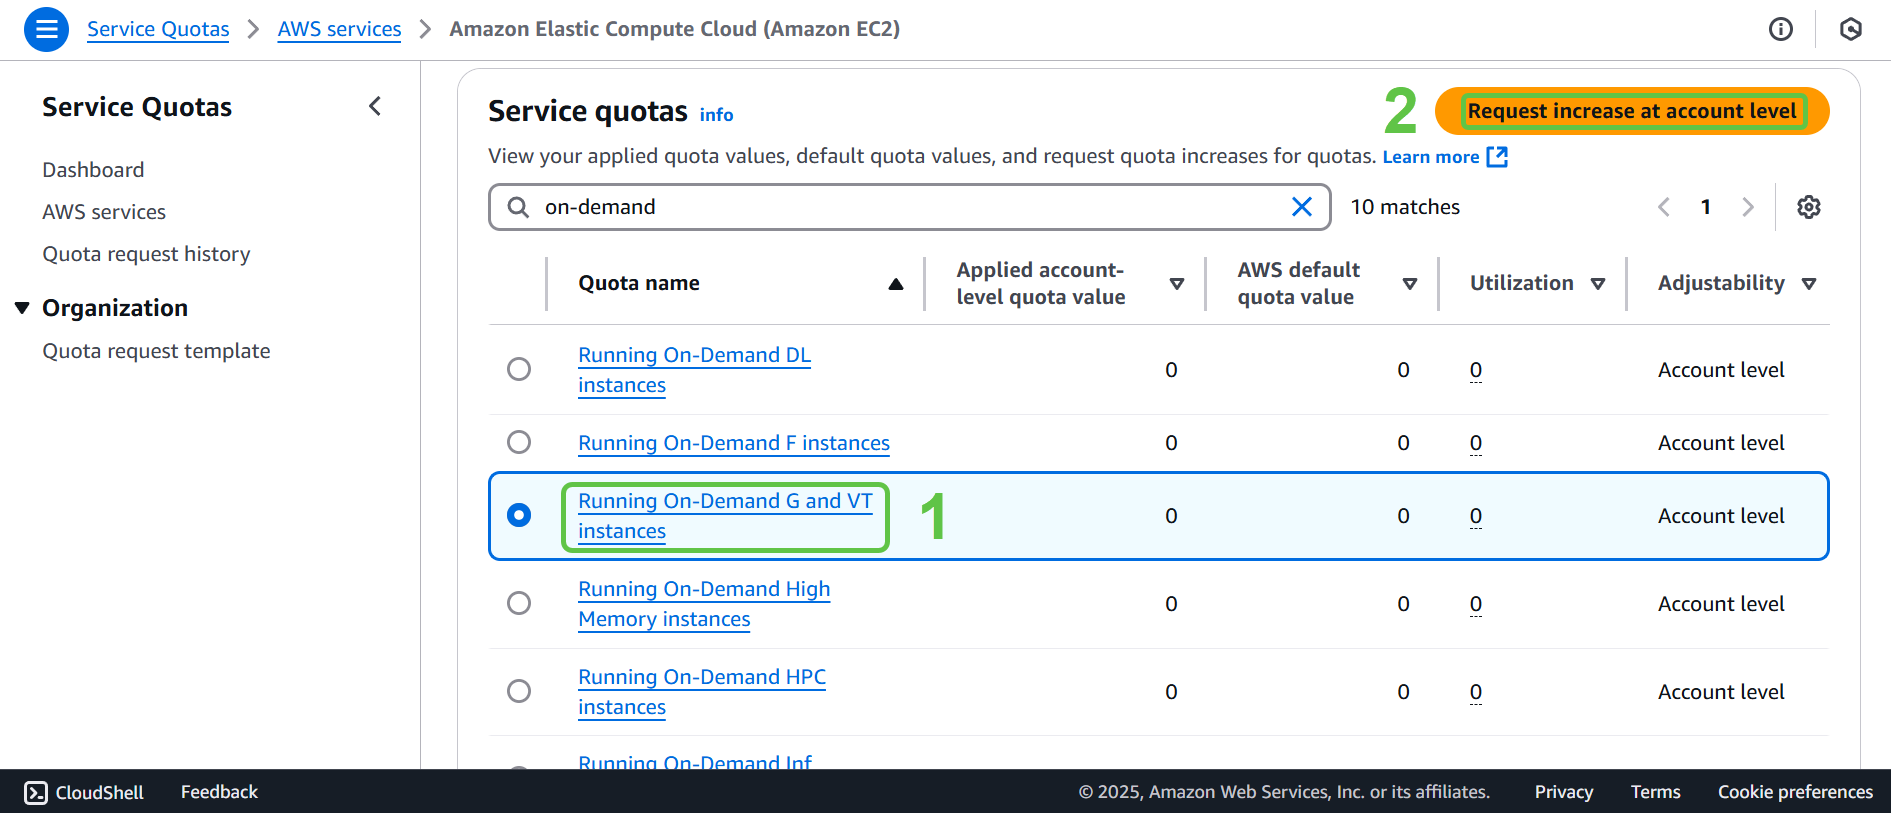 Service Quotas > AWS services > Amazon Elastic Compute Cloud (Amazon EC2)
Service Quotas
Dashboard
AWS services
Quota request history
Organization
Quota request template
Service quotas info
2
Request increase at account level
View your applied quota values, default quota values, and request quota increases for quotas. Learn more
on-demand
10 matches
1
Quota name
Applied account-
level quota value
AWS default
quota value
Utilization
Adjustability
Running On-Demand DL
instances
0 0 0 Account level
Running On-Demand F instances
0 0 0 Account level
Running On-Demand G and VT
instances
1
0 0 0 Account level
Running On-Demand High
Memory instances
0 0 0 Account level
Running On-Demand HPC
instances
0 0 0 Account level
Running On-Demand Inf
CloudShell Feedback
© 2025, Amazon Web Services, Inc. or its affiliates. Privacy Terms Cookie preferences